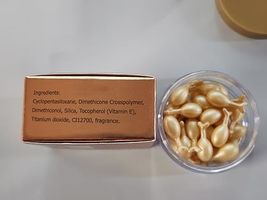 Ingredients:
Cyclopentasiloxane, Dimethicone Crosspolymer,
Dimethiconol, Silica, Tocopherol (Vitamin E),
Titanium dioxide, CI12700, fragrance.